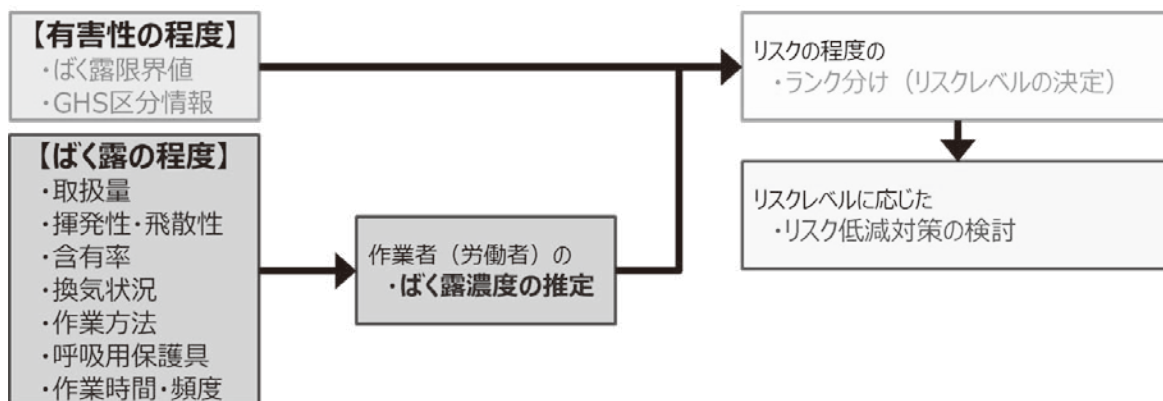 【有害性の程度】
・ばく露限界値
・GHS区分情報
【ばく露の程度】
・取扱量
・揮発性・飛散性
・含有率
・換気状況
・作業方法
・呼吸用保護具
・作業時間・頻度
作業者（労働者）の
・ばく露濃度の推定
リスクの程度の
・ランク分け（リスクレベルの決定）
リスクレベルに応じた
・リスク低減対策の検討